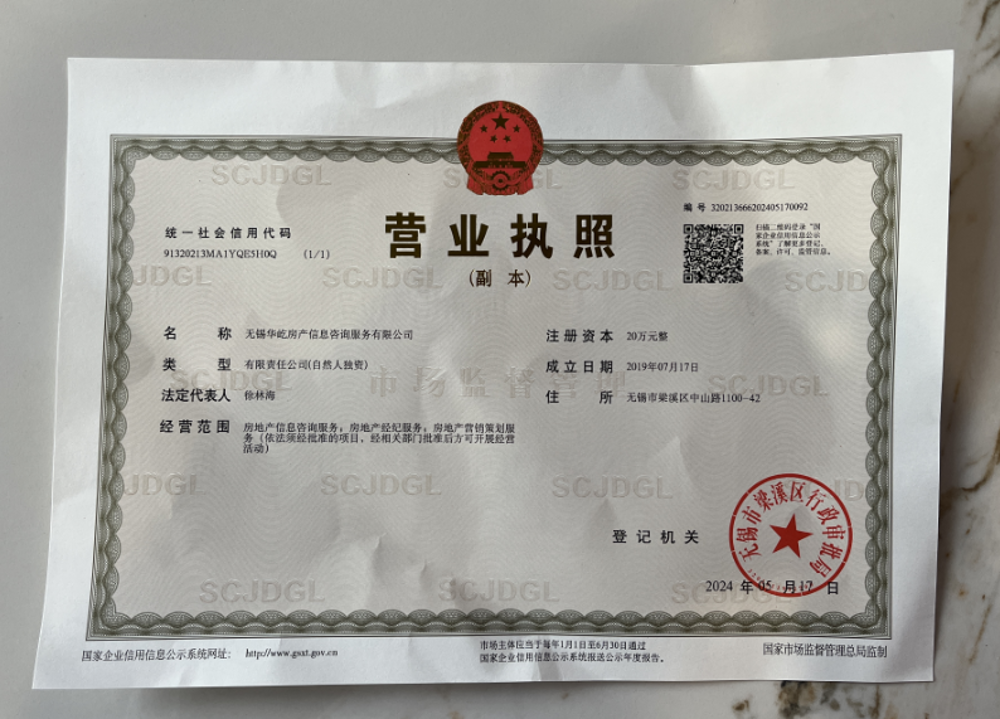 编 号 320213666202405170092
统一社会信用代码
91320213MA1YQE5H0Q (1/1)
营业执照
(副 本)
扫描二维码登录“国
家企业信用信息公示
系统”了解更多登记、
备案、许可、监管信息。
名 称 无锡华屹房产信息咨询服务有限公司
类 型 有限责任公司(自然人独资)
法定代表人 徐林海
经营范围 房地产信息咨询服务；房地产经纪服务；房地产营销策划服
务（依法须经批准的项目，经相关部门批准后方可开展经营
活动）
注册资本 20万元整
成立日期 2019年07月17日
住 所 无锡市梁溪区中山路1100-42
市场监督管理
SCJDGL
登记机关
无锡市梁溪区行政审批局
2024 年 05 月 17 日
国家企业信用信息公示系统网址： http://www.gsxt.gov.cn
市场主体应当于每年1月1日至6月30日通过
国家企业信用信息公示系统报送公示年度报告。
国家市场监督管理总局监制